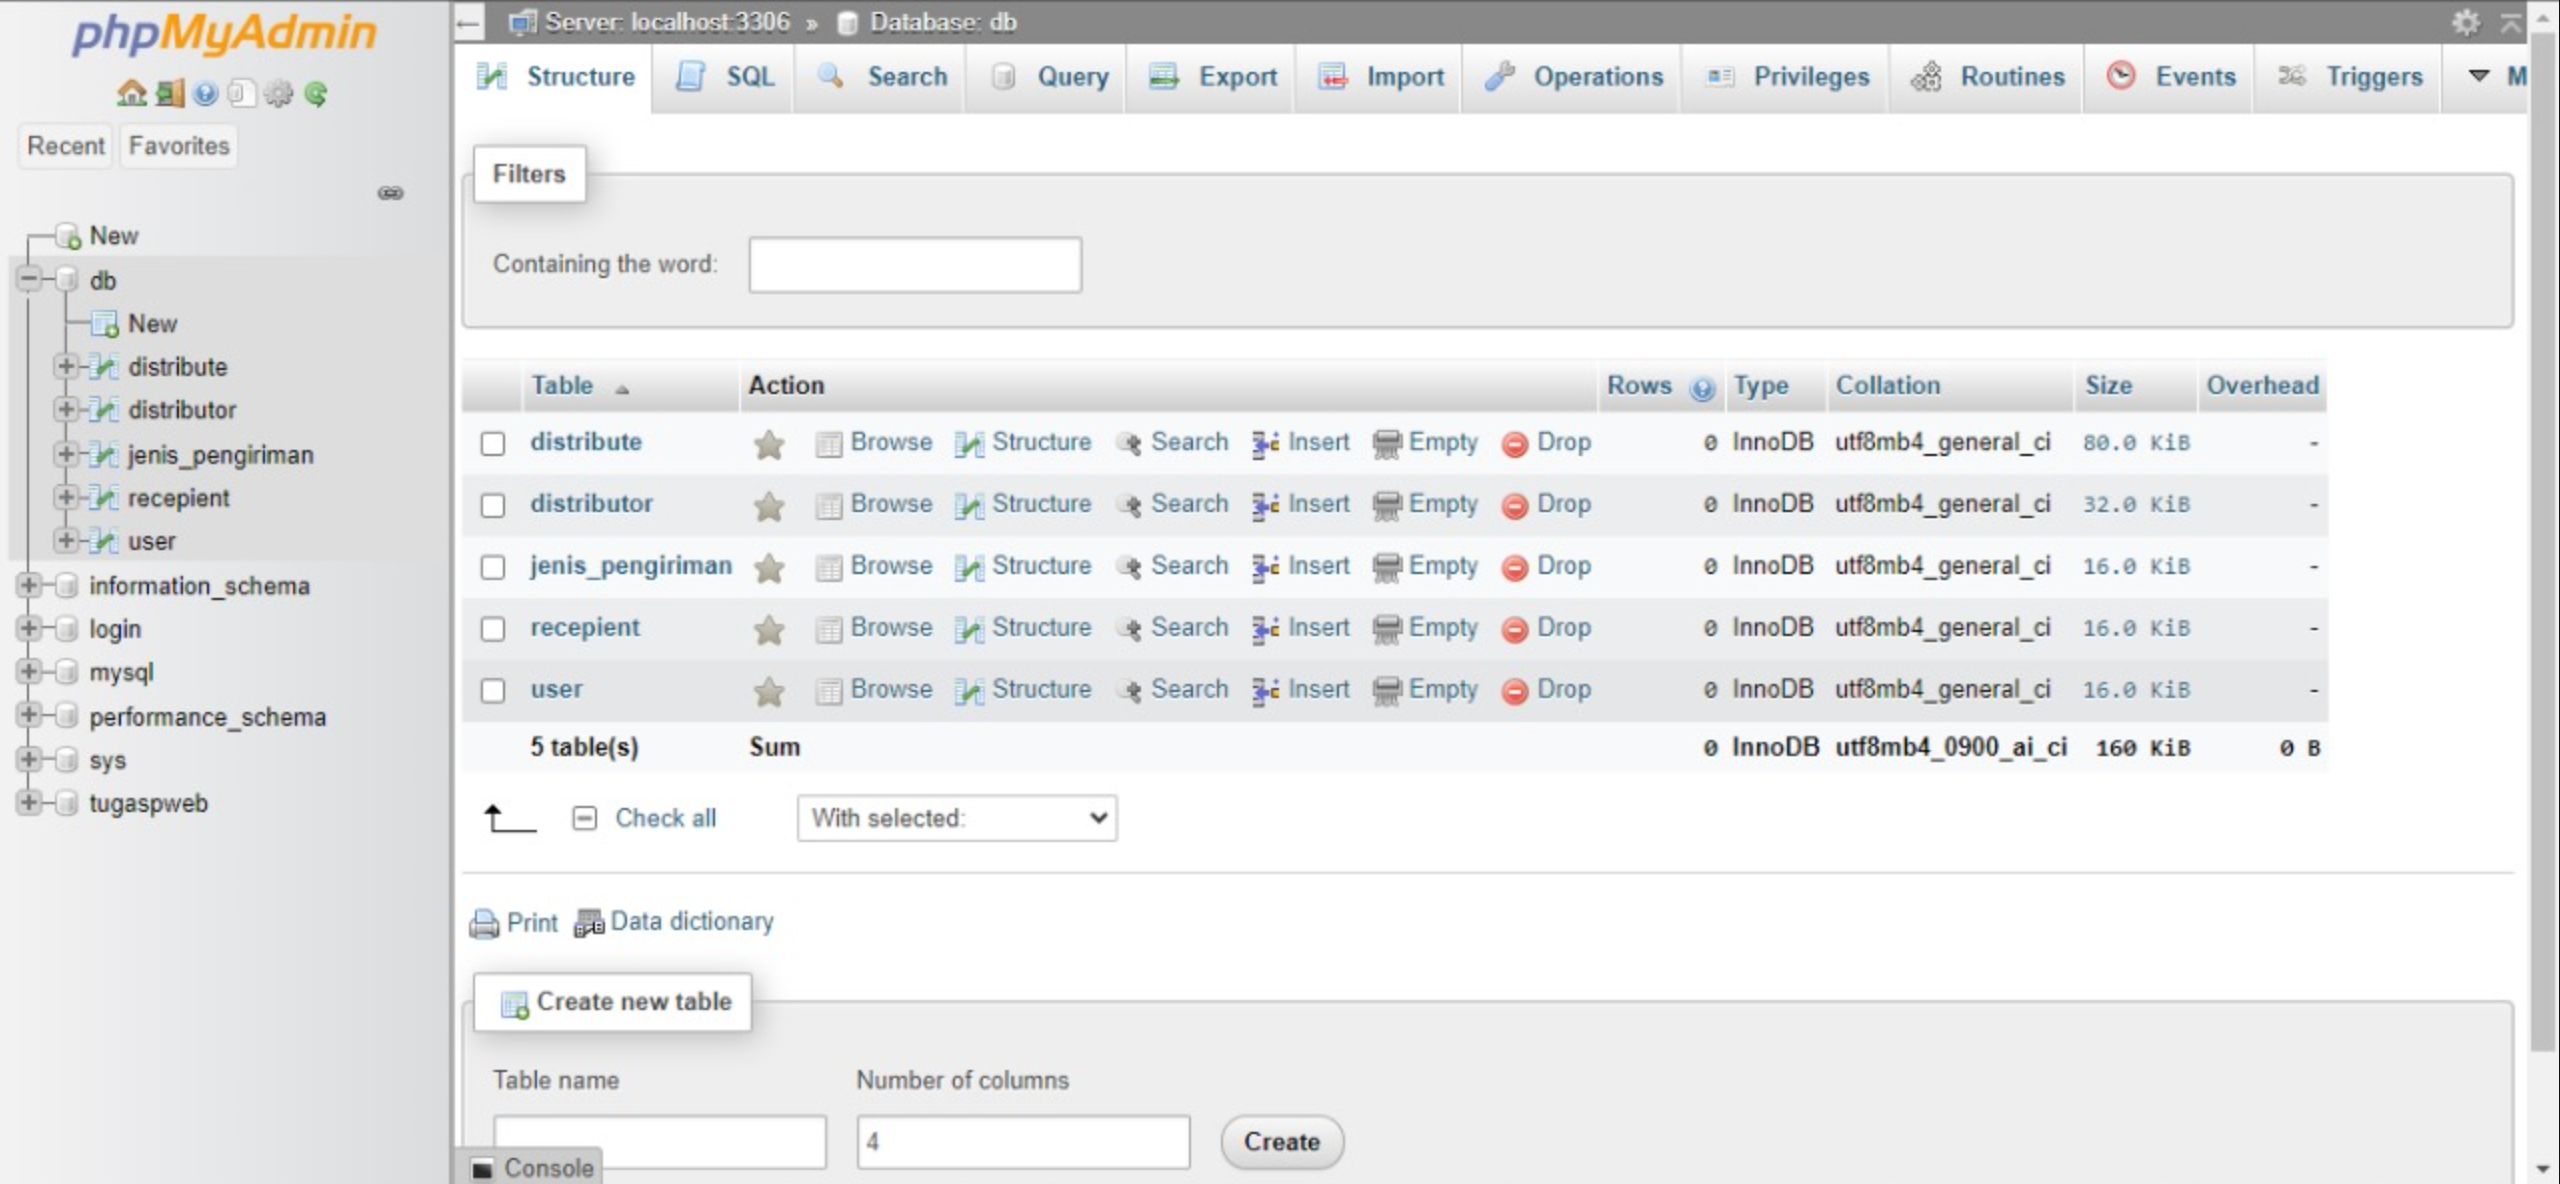 phpMyAdmin
Recent Favorites
New
db
New
distribute
distributor
jenis_pengiriman
recepient
user
information_schema
login
mysql
performance_schema
sys
tugaspweb
Server: localhost:3306 » Database: db
Structure SQL Search Query Export Import Operations Privileges Routines Events Triggers M
Filters
Containing the word:
Table Action Rows Type Collation Size Overhead
distribute Browse Structure Search Insert Empty Drop 0 InnoDB utf8mb4_general_ci 80.0 KiB -
distributor Browse Structure Search Insert Empty Drop 0 InnoDB utf8mb4_general_ci 32.0 KiB -
jenis_pengiriman Browse Structure Search Insert Empty Drop 0 InnoDB utf8mb4_general_ci 16.0 KiB -
recepient Browse Structure Search Insert Empty Drop 0 InnoDB utf8mb4_general_ci 16.0 KiB -
user Browse Structure Search Insert Empty Drop 0 InnoDB utf8mb4_general_ci 16.0 KiB -
5 table(s) Sum 0 InnoDB utf8mb4_0900_ai_ci 160 KiB 0 B
Check all With selected:
Print Data dictionary
Create new table
Table name Number of columns
4 Create
Console